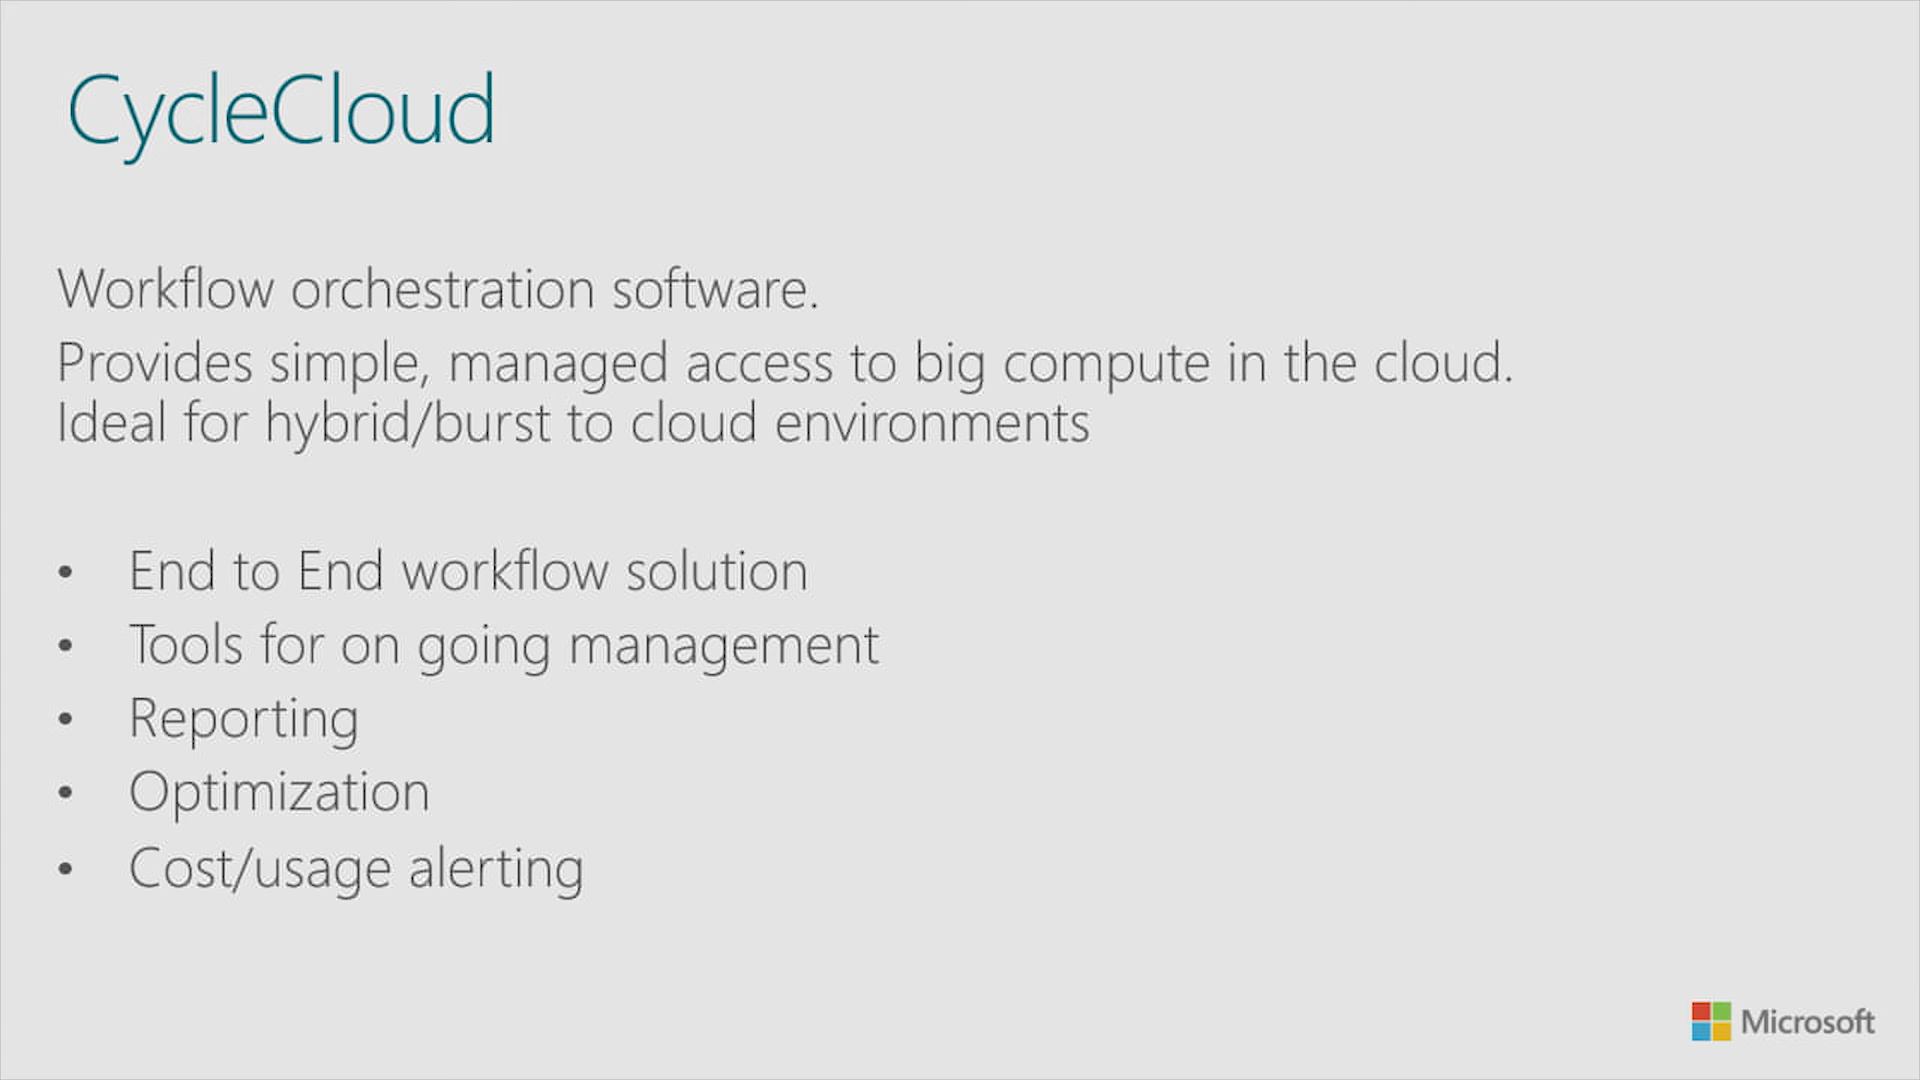 CycleCloud
Workflow orchestration software.
Provides simple, managed access to big compute in the cloud.
Ideal for hybrid/burst to cloud environments
• End to End workflow solution
• Tools for on going management
• Reporting
• Optimization
• Cost/usage alerting
Microsoft